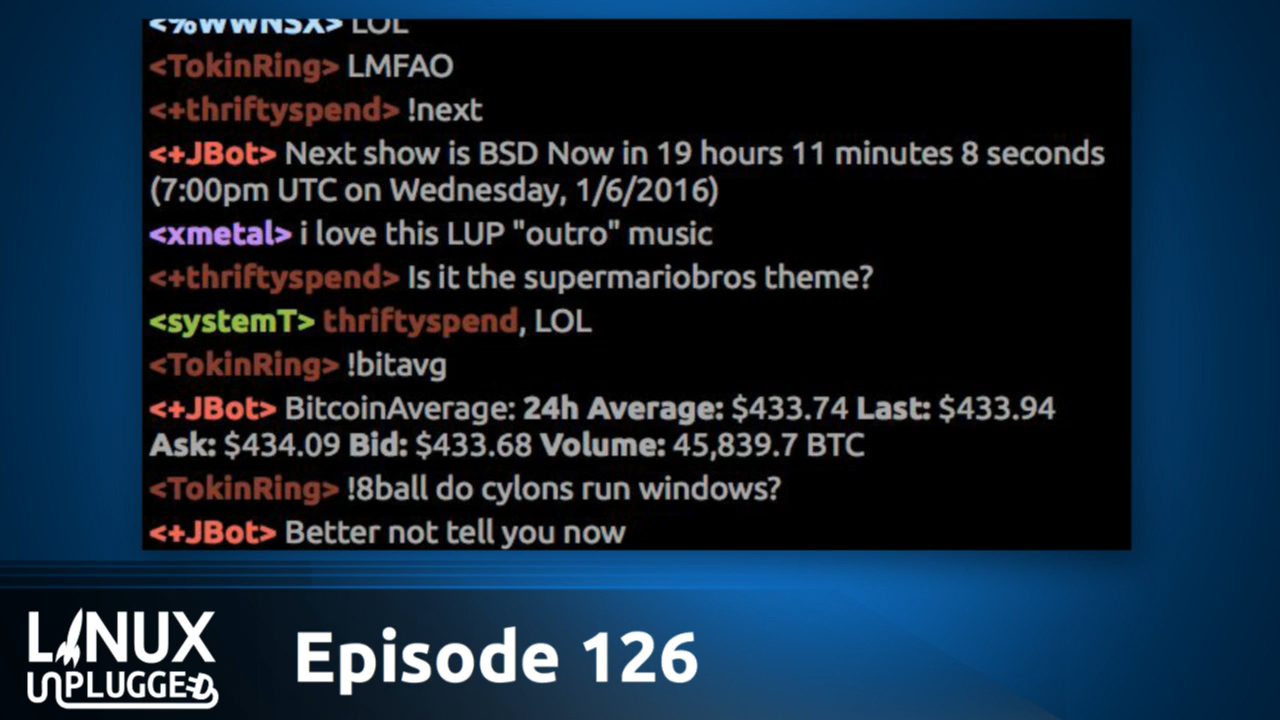 <%WWNSX> LOL
<TokinRing> LMFAO
<+thriftyspend> !next
<+JBot> Next show is BSD Now in 19 hours 11 minutes 8 seconds
(7:00pm UTC on Wednesday, 1/6/2016)
<xmetal> i love this LUP "outro" music
<+thriftyspend> Is it the supermariobros theme?
<systemT> thriftyspend, LOL
<TokinRing> !bitavg
<+JBot> BitcoinAverage: 24h Average: $433.74 Last: $433.94
Ask: $434.09 Bid: $433.68 Volume: 45,839.7 BTC
<TokinRing> !8ball do cylons run windows?
<+JBot> Better not tell you now
LINUX
UNPLUGGED
Episode 126